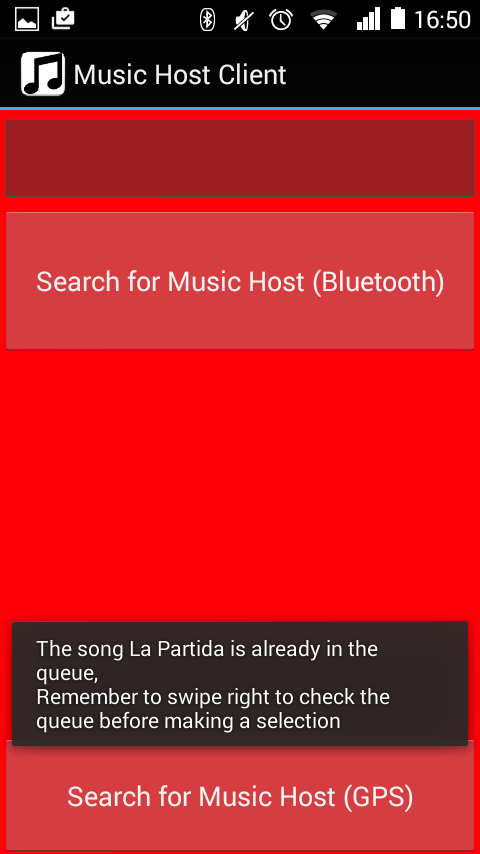 16:50
Music Host Client
Search for Music Host (Bluetooth)
The song La Partida is already in the
queue,
Remember to swipe right to check the
queue before making a selection
Search for Music Host (GPS)